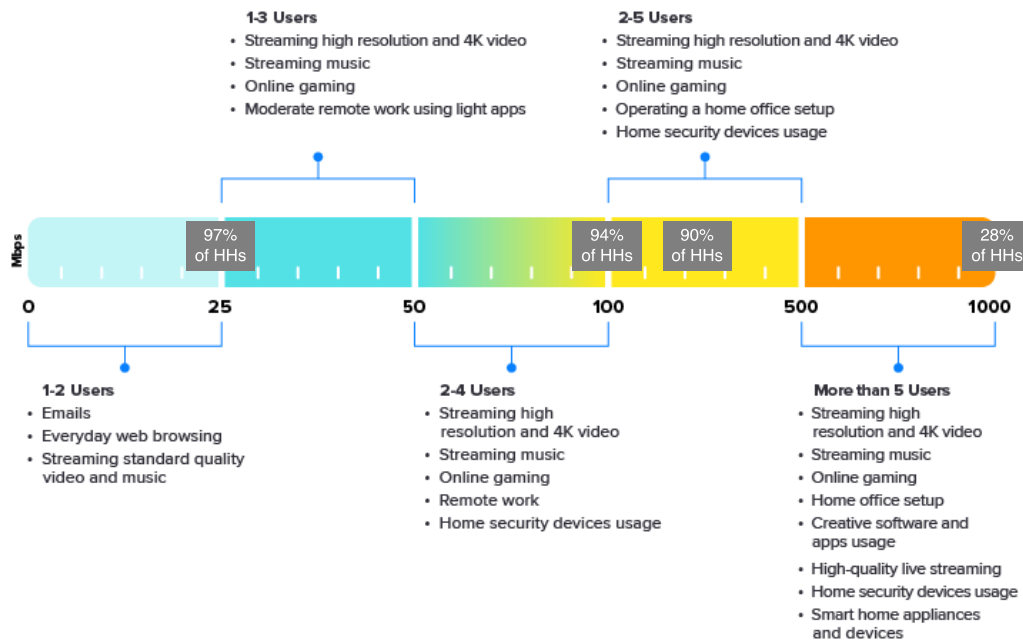 1-3 Users
• Streaming high resolution and 4K video
• Streaming music
• Online gaming
• Moderate remote work using light apps
2-5 Users
• Streaming high resolution and 4K video
• Streaming music
• Online gaming
• Operating a home office setup
• Home security devices usage
Mbps
97%
of HHs
94%
of HHs
90%
of HHs
28%
of HHs
0
25
50
100
500
1000
1-2 Users
• Emails
• Everyday web browsing
• Streaming standard quality
video and music
2-4 Users
• Streaming high
resolution and 4K video
• Streaming music
• Online gaming
• Remote work
• Home security devices usage
More than 5 Users
• Streaming high
resolution and 4K video
• Streaming music
• Online gaming
• Home office setup
• Creative software and
apps usage
• High-quality live streaming
• Home security devices usage
• Smart home appliances
and devices